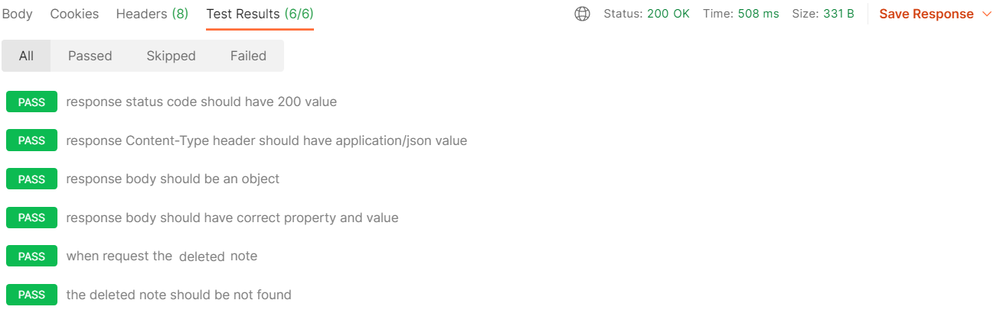 Body Cookies Headers (8) Test Results (6/6) Status: 200 OK Time: 508 ms Size: 331 B Save Response
All Passed Skipped Failed
PASS response status code should have 200 value
PASS response Content-Type header should have application/json value
PASS response body should be an object
PASS response body should have correct property and value
PASS when request the deleted note
PASS the deleted note should be not found